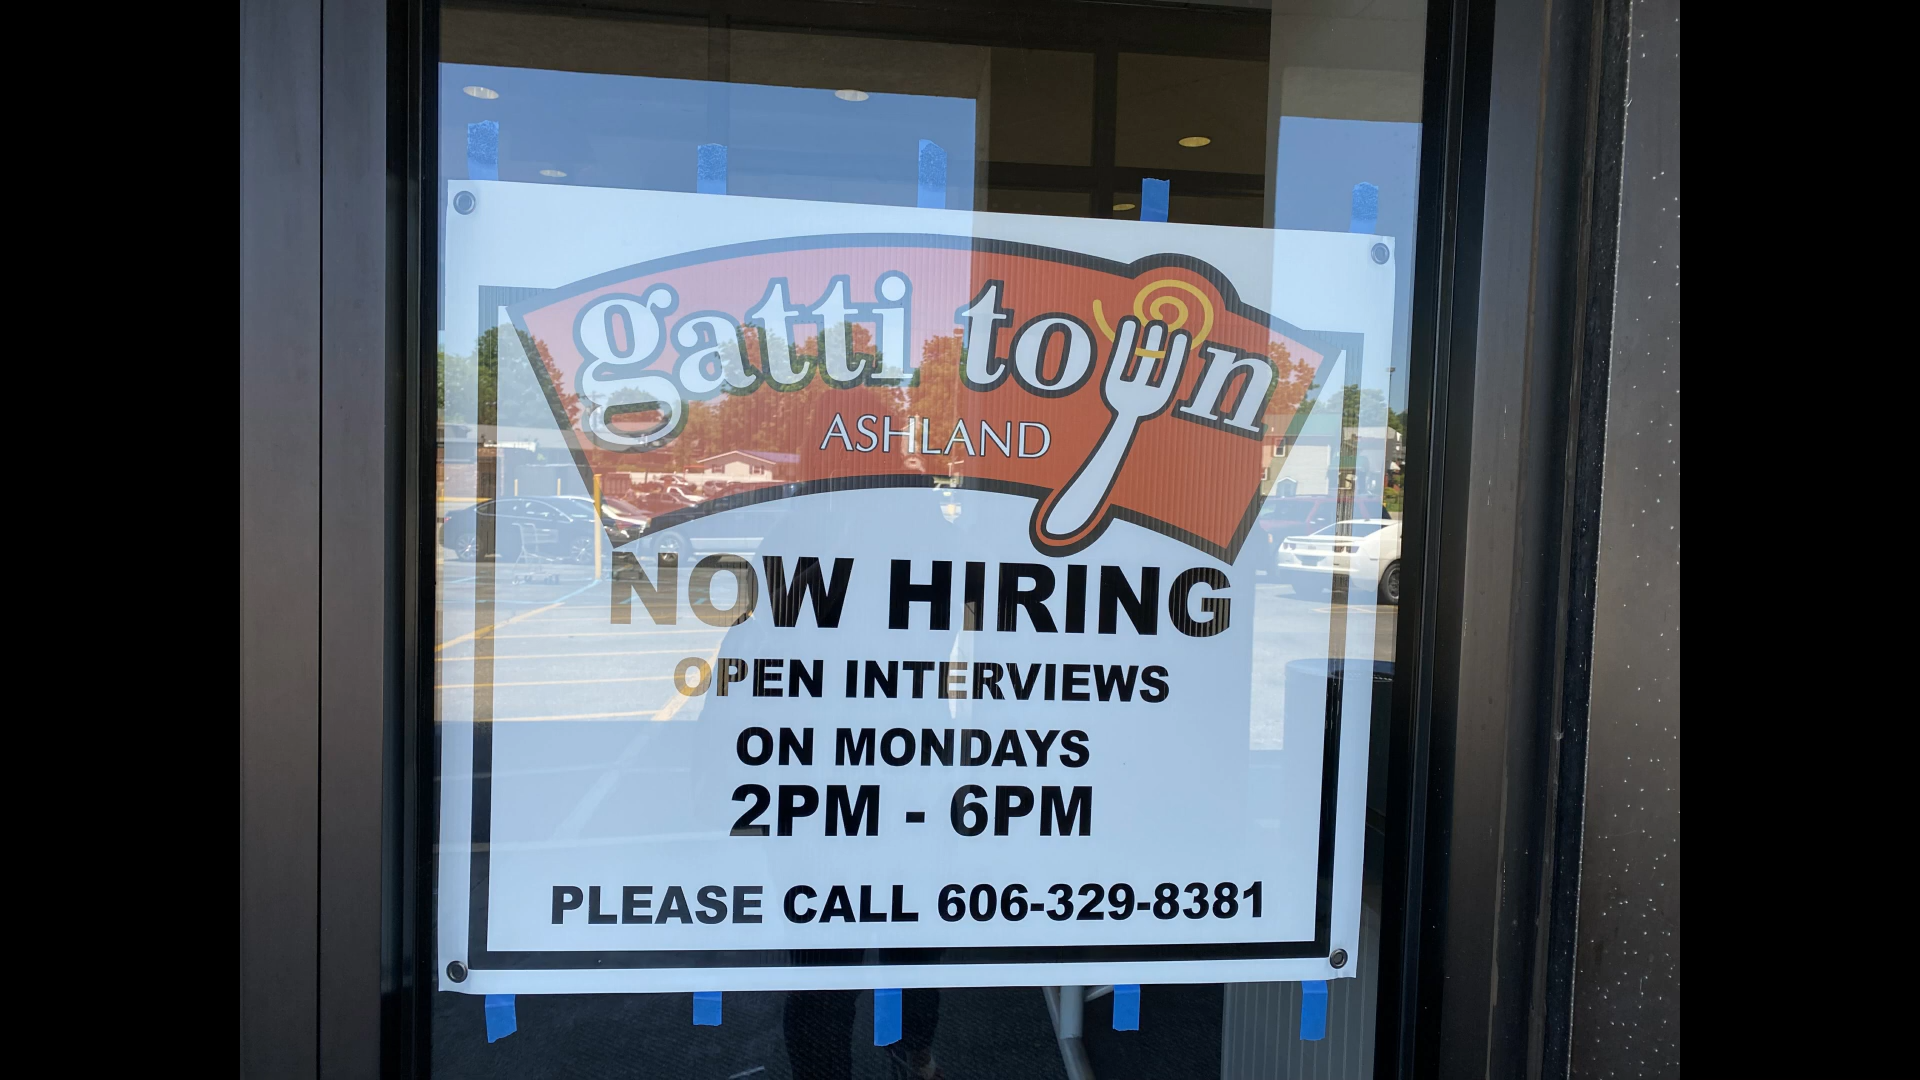 gatti town
ASHLAND
NOW HIRING
OPEN INTERVIEWS
ON MONDAYS
2PM - 6PM
PLEASE CALL 606-329-8381